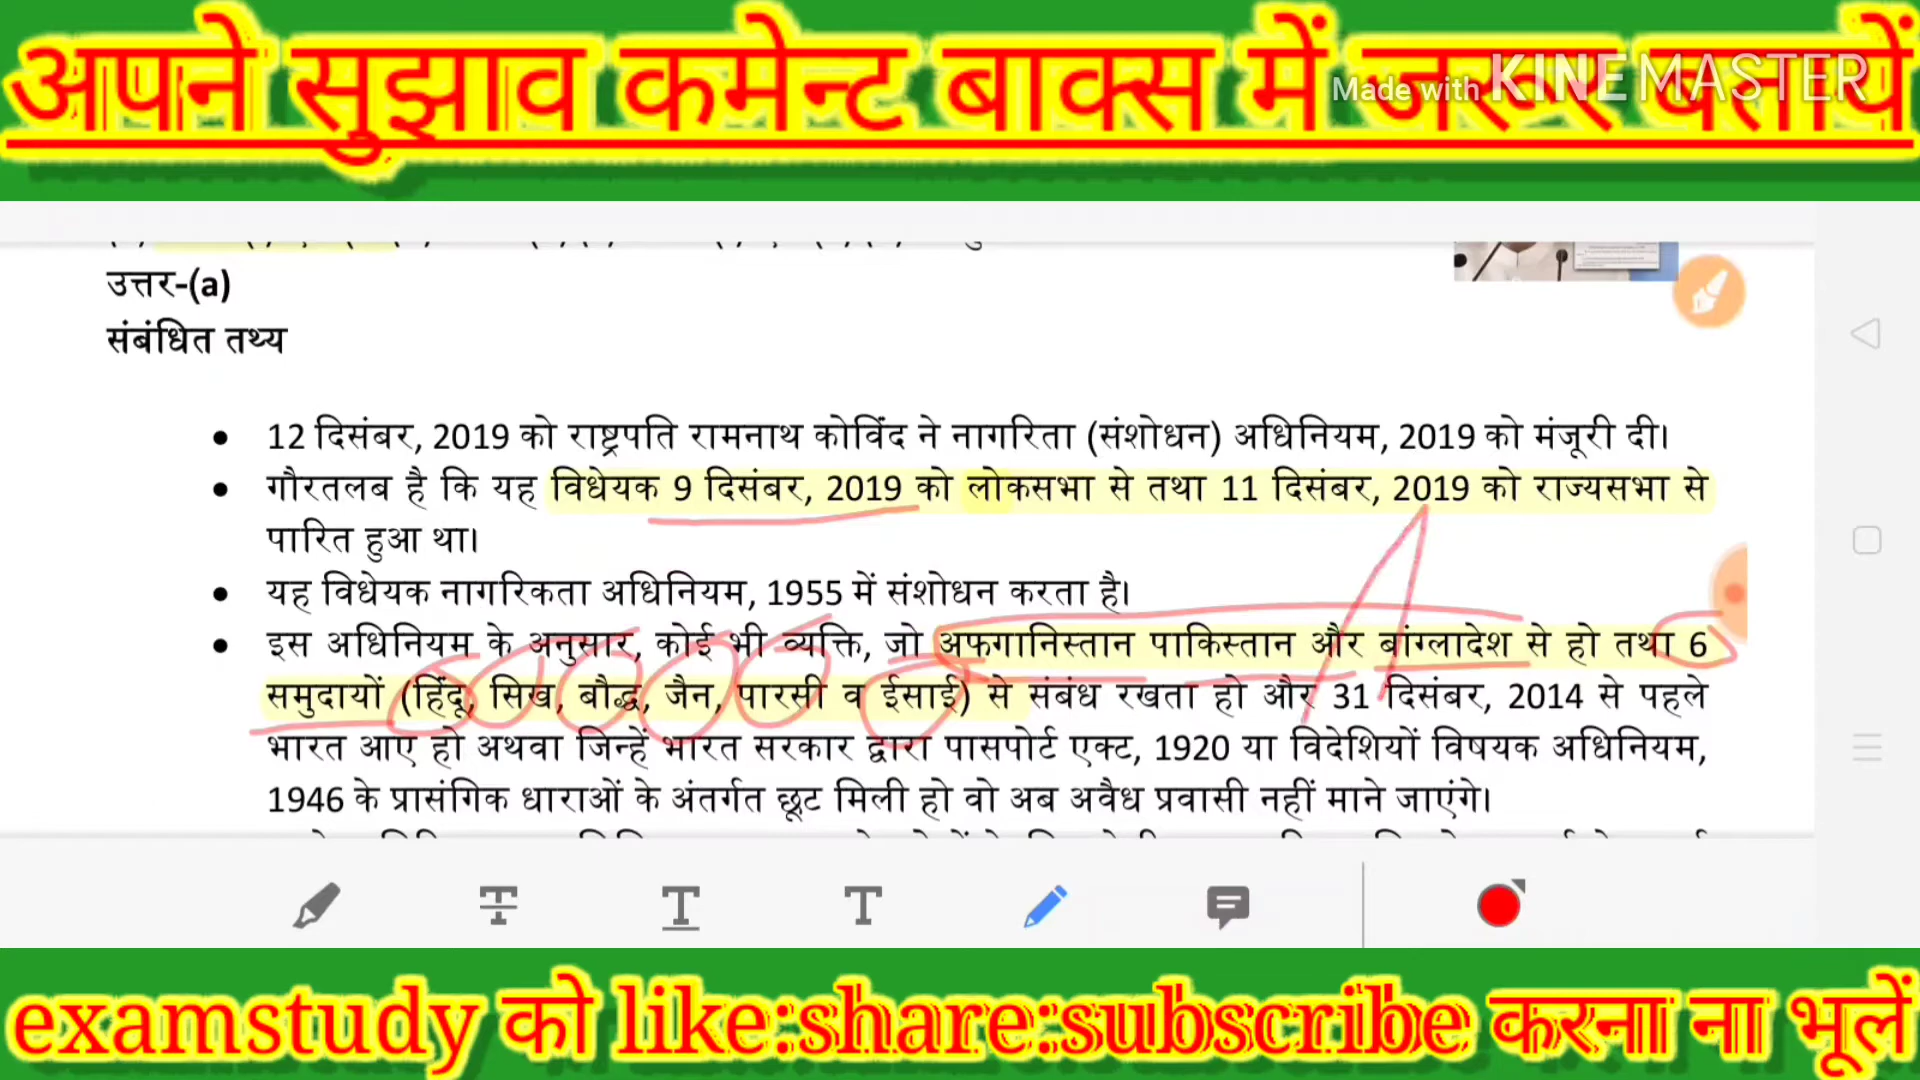 अपने सुझाव कमेन्ट बाक्स में जरूर बतायें
Made with KINEMASTER
उत्तर-(a)
संबंधित तथ्य
• 12 दिसंबर, 2019 को राष्ट्रपति रामनाथ कोविंद ने नागरिता (संशोधन) अधिनियम, 2019 को मंजूरी दी।
• गौरतलब है कि यह विधेयक 9 दिसंबर, 2019 को लोकसभा से तथा 11 दिसंबर, 2019 को राज्यसभा से
पारित हुआ था।
• यह विधेयक नागरिकता अधिनियम, 1955 में संशोधन करता है।
• इस अधिनियम के अनुसार, कोई भी व्यक्ति, जो अफगानिस्तान पाकिस्तान और बांग्लादेश से हो तथा 6
समुदायों (हिंदू, सिख, बौद्ध, जैन, पारसी व ईसाई) से संबंध रखता हो और 31 दिसंबर, 2014 से पहले
भारत आए हो अथवा जिन्हें भारत सरकार द्वारा पासपोर्ट एक्ट, 1920 या विदेशियों विषयक अधिनियम,
1946 के प्रासंगिक धाराओं के अंतर्गत छूट मिली हो वो अब अवैध प्रवासी नहीं माने जाएंगे।
examstudy को like:share:subscribe करना ना भूलें